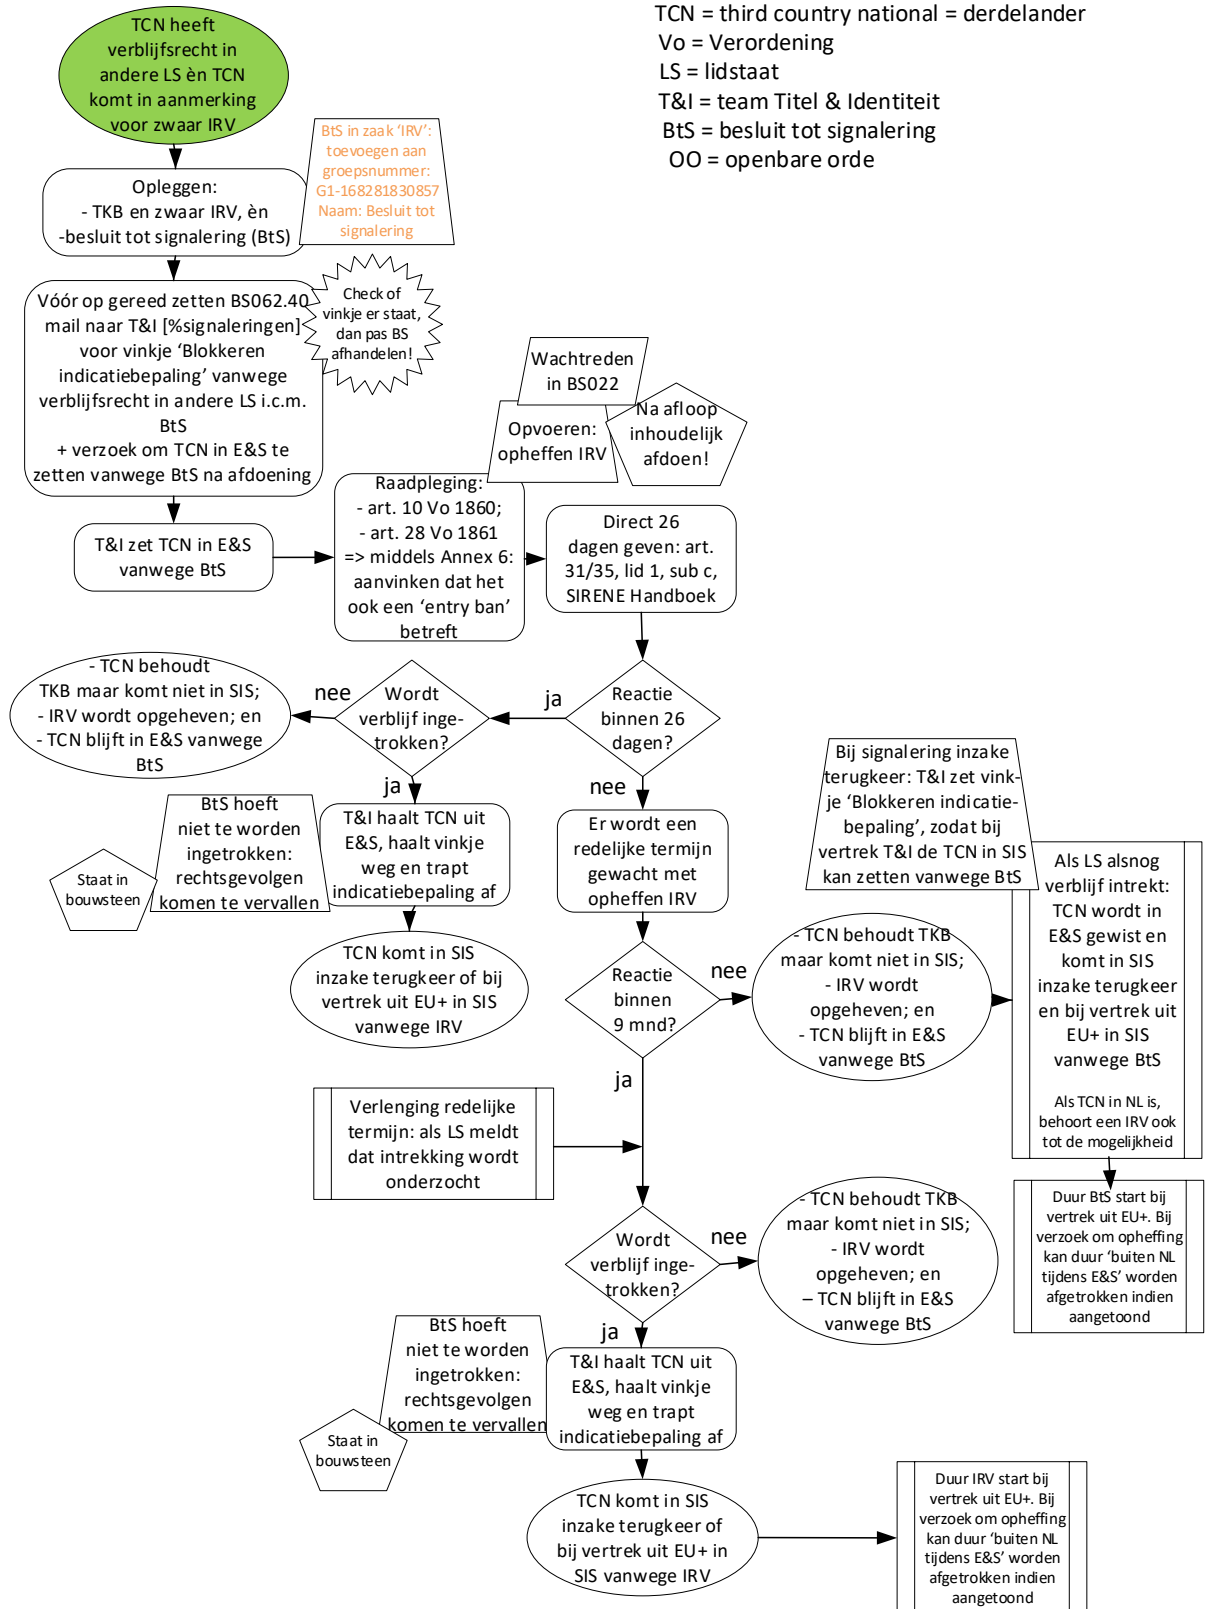 TCN = third country national = derdelander
Vo = Verordening
LS = lidstaat
T&I = team Titel & Identiteit
BtS = besluit tot signalering
OO = openbare orde
TCN heeft
verblijfsrecht in
andere LS èn TCN
komt in aanmerking
voor zwaar IRV
BtS in zaak ‘IRV’:
toevoegen aan
groepsnummer:
G1-168281830857
Naam: Besluit tot
signalering
Opleggen:
- TKB en zwaar IRV, èn
-besluit tot signalering (BtS)
Vóór op gereed zetten BS062.40
mail naar T&I [%signaleringen]
voor vinkje ‘Blokkeren
indicatiebepaling’ vanwege
verblijfsrecht in andere LS i.c.m.
BtS
+ verzoek om TCN in E&S te
zetten vanwege BtS na afdoening
Check of
vinkje er staat,
dan pas BS
afhandelen!
Wachtreden
in BS022
Opvoeren:
opheffen IRV
Na afloop
inhoudelijk
afdoen!
T&I zet TCN in E&S
vanwege BtS
Raadpleging:
- art. 10 Vo 1860;
- art. 28 Vo 1861
=> middels Annex 6:
aanvinken dat het
ook een ‘entry ban’
betreft
Direct 26
dagen geven: art.
31/35, lid 1, sub c,
SIRENE Handboek
Reactie
binnen 26
dagen?
ja
nee
Wordt
verblijf inge-
trokken?
nee
ja
- TCN behoudt
TKB maar komt niet in SIS;
- IRV wordt opgeheven; en
- TCN blijft in E&S vanwege
BtS
T&I haalt TCN uit
E&S, haalt vinkje
weg en trapt
indicatiebepaling af
BtS hoeft
niet te worden
ingetrokken:
rechtsgevolgen
komen te vervallen
Staat in
bouwsteen
TCN komt in SIS
inzake terugkeer of bij
vertrek uit EU+ in SIS
vanwege IRV
Er wordt een
redelijke termijn
gewacht met
opheffen IRV
Reactie
binnen
9 mnd?
nee
ja
- TCN behoudt TKB
maar komt niet in SIS;
- IRV wordt
opgeheven; en
- TCN blijft in E&S
vanwege BtS
Bij signalering inzake
terugkeer: T&I zet vink-
je ‘Blokkeren indicatie-
bepaling’, zodat bij
vertrek T&I de TCN in SIS
kan zetten vanwege BtS
Als LS alsnog
verblijf intrekt:
TCN wordt in
E&S gewist en
komt in SIS
inzake terugkeer
en bij vertrek uit
EU+ in SIS
vanwege BtS
Als TCN in NL is,
behoort een IRV ook
tot de mogelijkheid
Duur BtS start bij
vertrek uit EU+. Bij
verzoek om opheffing
kan duur ‘buiten NL
tijdens E&S’ worden
afgetrokken indien
aangetoond
Verlenging redelijke
termijn: als LS meldt
dat intrekking wordt
onderzocht
Wordt
verblijf inge-
trokken?
nee
ja
- TCN behoudt TKB
maar komt niet in SIS;
- IRV wordt
opgeheven; en
– TCN blijft in E&S
vanwege BtS
BtS hoeft
niet te worden
ingetrokken:
rechtsgevolgen
komen te vervallen
Staat in
bouwsteen
T&I haalt TCN uit
E&S, haalt vinkje
weg en trapt
indicatiebepaling af
TCN komt in SIS
inzake terugkeer of
bij vertrek uit EU+ in
SIS vanwege IRV
Duur IRV start bij
vertrek uit EU+. Bij
verzoek om opheffing
kan duur ‘buiten NL
tijdens E&S’ worden
afgetrokken indien
aangetoond